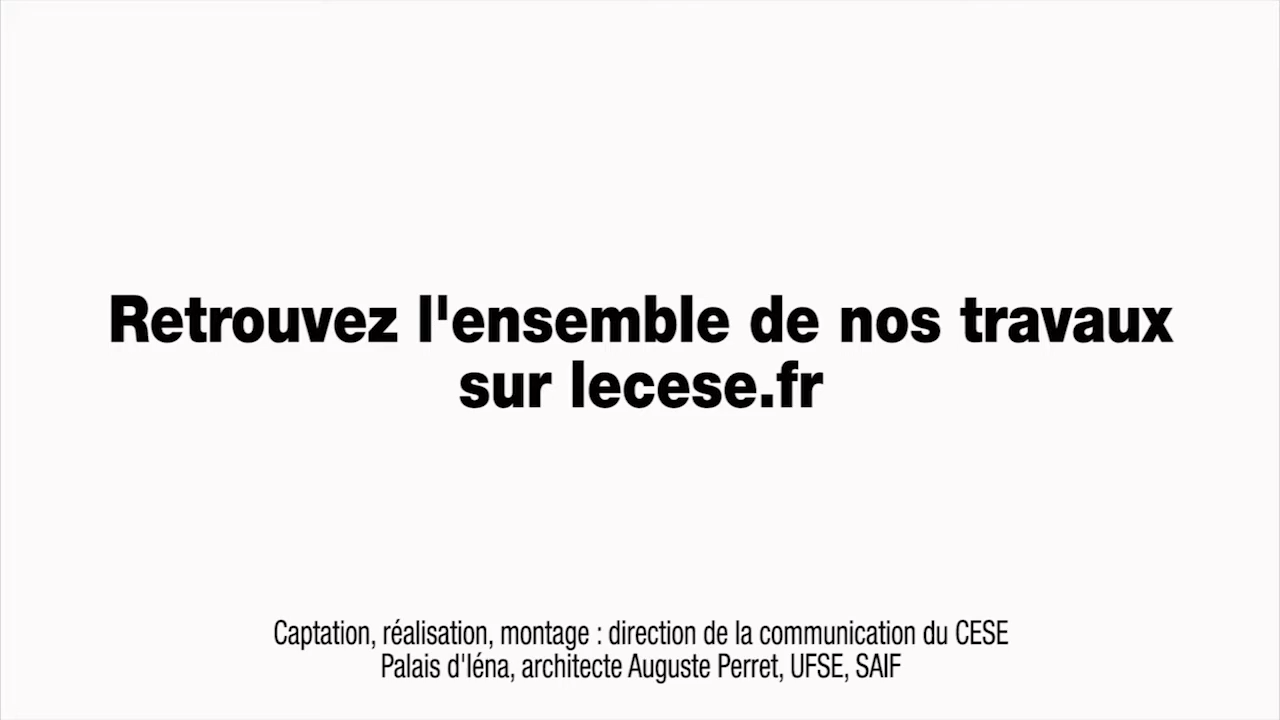 Retrouvez l'ensemble de nos travaux
sur lecese.fr
Captation, réalisation, montage : direction de la communication du CESE
Palais d'Iéna, architecte Auguste Perret, UFSE, SAIF